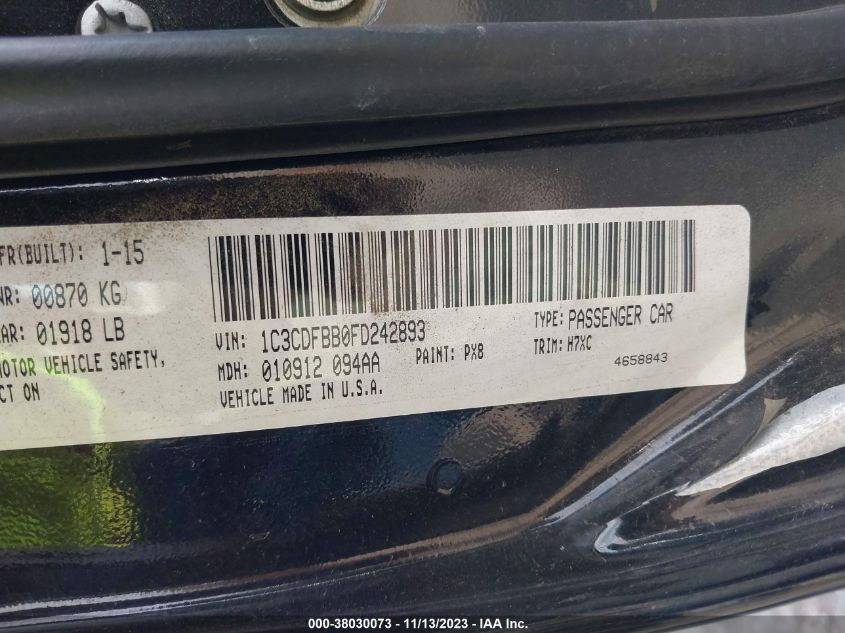 FR(BUILT): 1-15
WR: 00870 KG
AR: 01918 LB
MOTOR VEHICLE SAFETY,
CT ON
VIN: 1C3CDFBB0FD242893
TYPE: PASSENGER CAR
MDH: 010912 094AA
PAINT: PX8
TRIM: H7XC
VEHICLE MADE IN U.S.A.
4658843
000-38030073 - 11/13/2023 - IAA Inc.